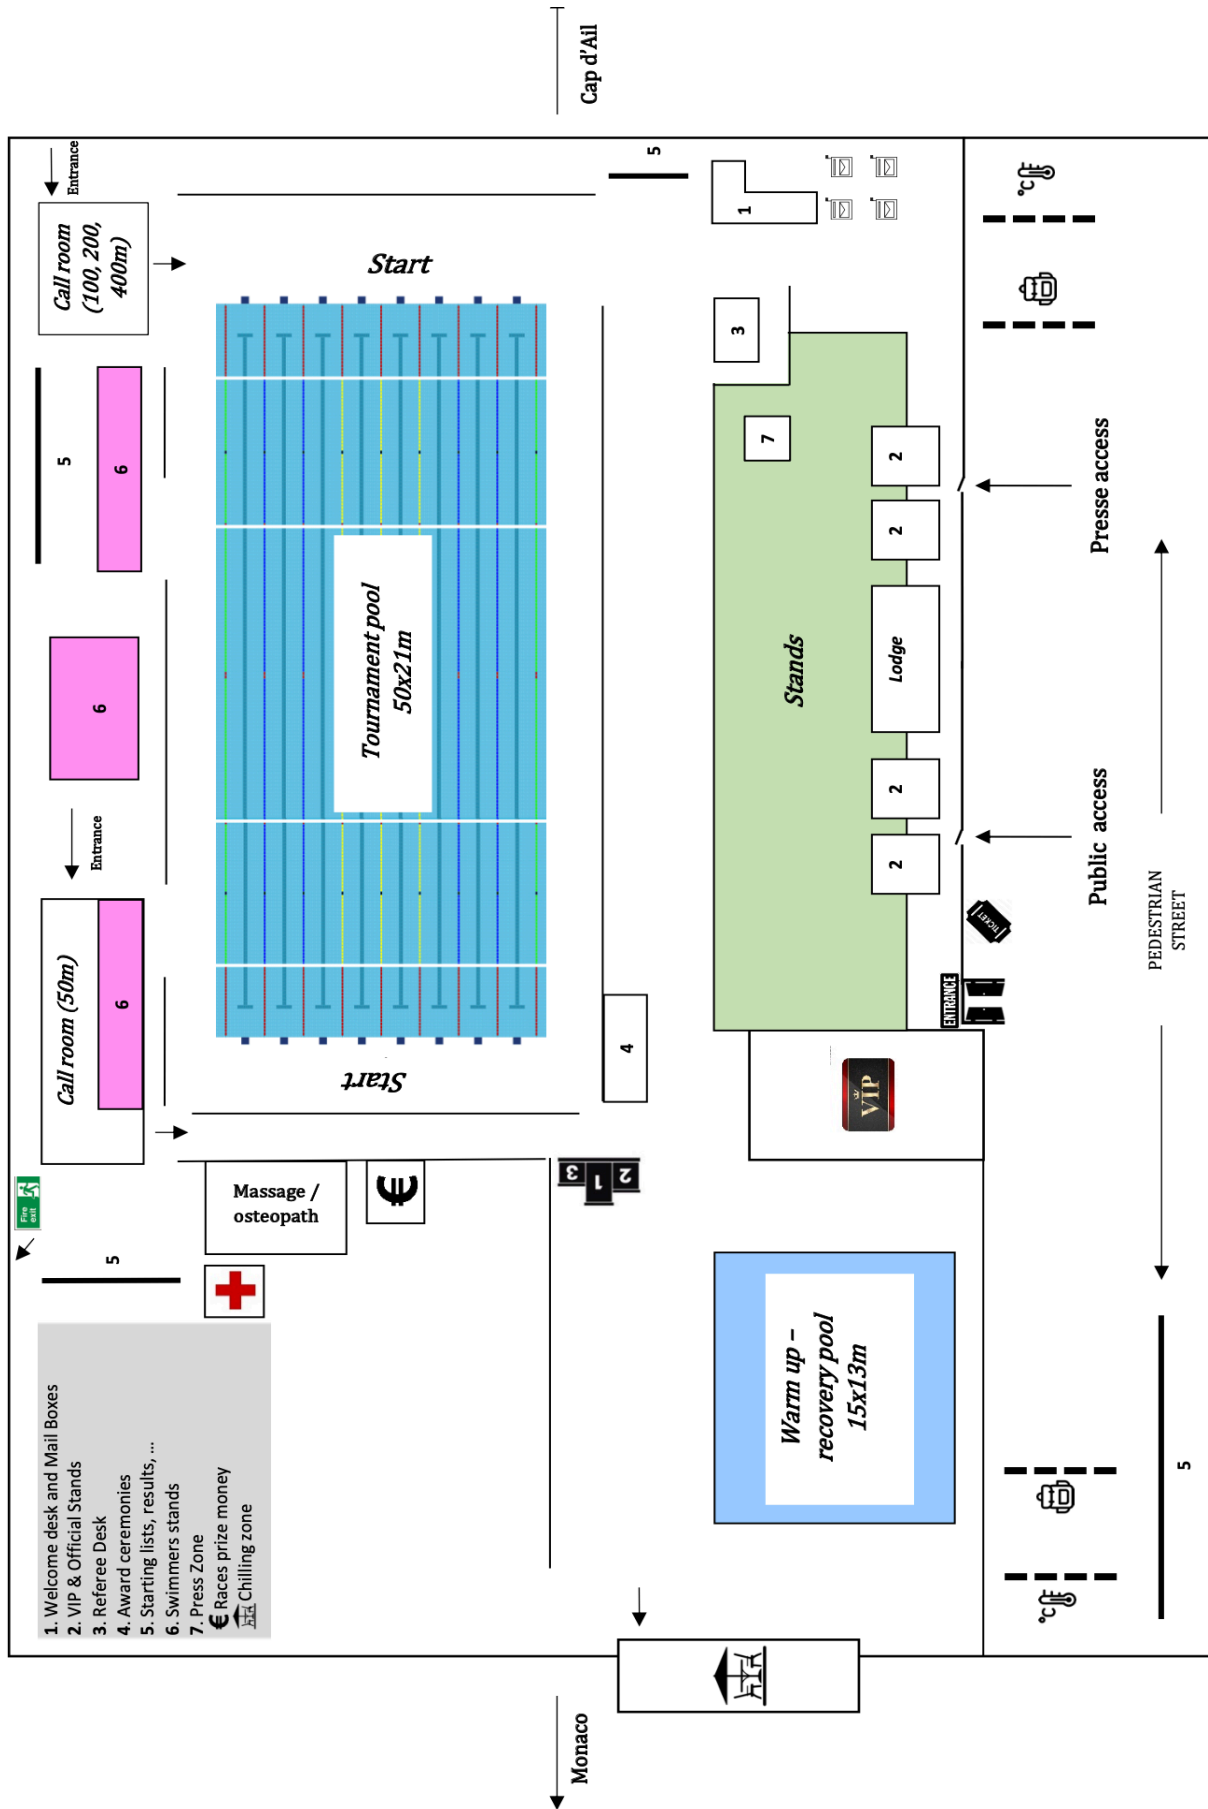 Cap d'Ail
Entrance
Call room
(100, 200,
400m)
5
1
Start
3
°C
5
6
7
2
Presse access
2
Tournament pool
50x21m
Stands
Lodge
6
Entrance
2
Public access
2
PEDESTRIAN
STREET
TICKET
ENTRANCE
Call room (50m)
6
4
Start
VIP
Fire
exit
Massage /
osteopath
€
3
1
2
5
Warm up –
recovery pool
15x13m
5
°C
1. Welcome desk and Mail Boxes
2. VIP & Official Stands
3. Referee Desk
4. Award ceremonies
5. Starting lists, results, ...
6. Swimmers stands
7. Press Zone
€ Races prize money
Chilling zone
Monaco